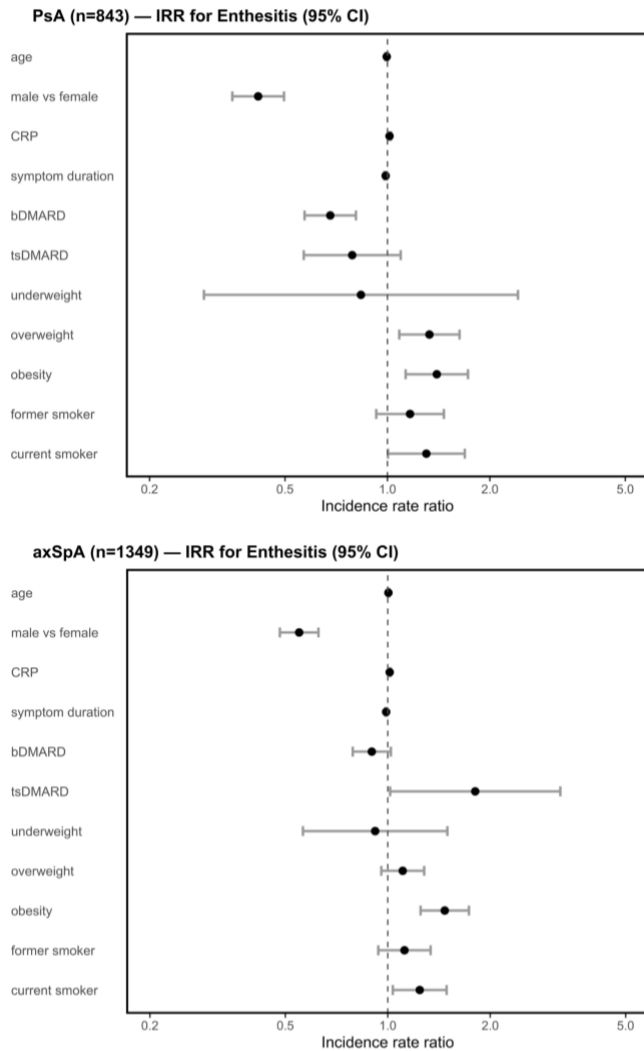 PsA (n=843) — IRR for Enthesitis (95% CI)
age
male vs female
CRP
symptom duration
bDMARD
tsDMARD
underweight
overweight
obesity
former smoker
current smoker
0.2 0.5 1.0 2.0 5.0
Incidence rate ratio
axSpA (n=1349) — IRR for Enthesitis (95% CI)
age
male vs female
CRP
symptom duration
bDMARD
tsDMARD
underweight
overweight
obesity
former smoker
current smoker
0.2 0.5 1.0 2.0 5.0
Incidence rate ratio